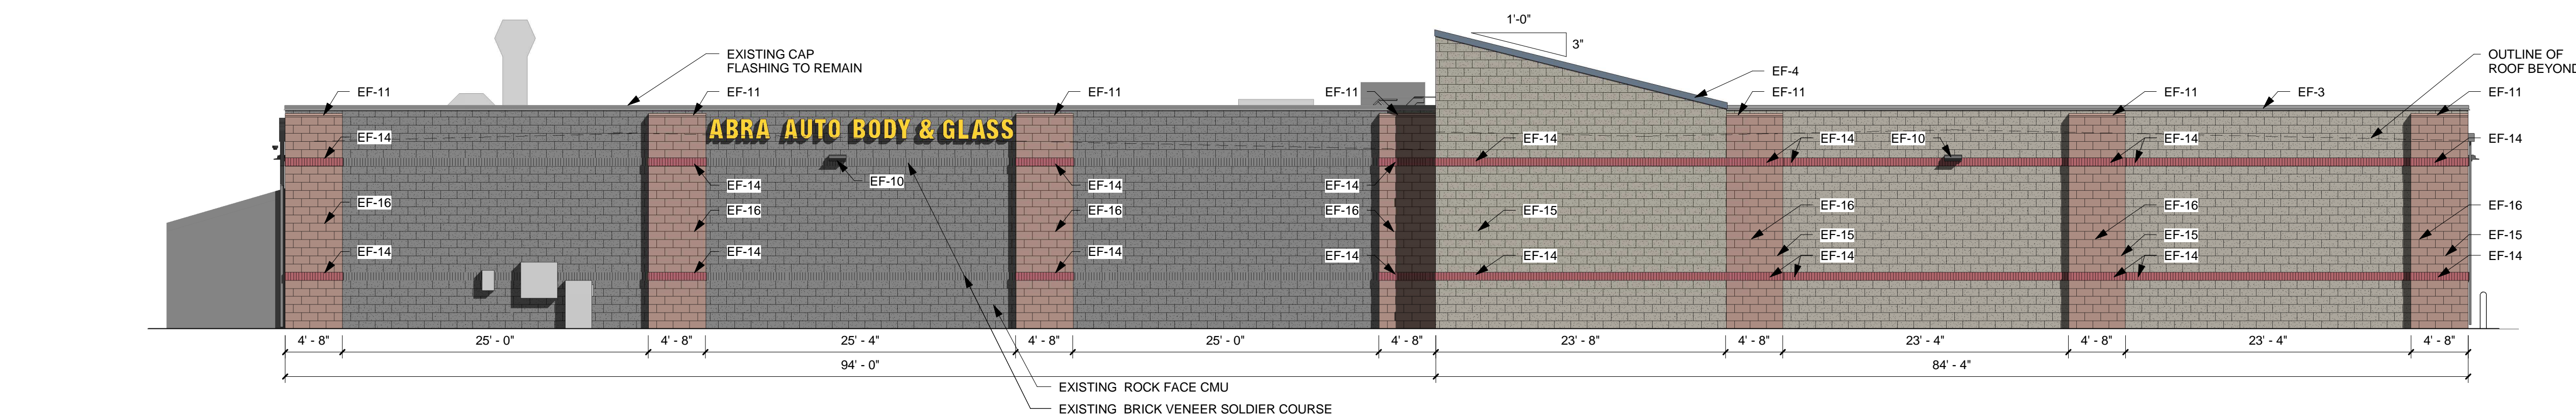 1'-0"
3"
EXISTING CAP
FLASHING TO REMAIN
OUTLINE OF
ROOF BEYOND
EF-4
EF-11
EF-11
EF-11
EF-11
EF-11
EF-11
EF-3
EF-11
ABRA AUTO BODY & GLASS
EF-14
EF-14
EF-14
EF-10
EF-14
EF-14
EF-10
EF-14
EF-14
EF-14
EF-14
EF-16
EF-16
EF-16
EF-16
EF-15
EF-16
EF-16
EF-16
EF-15
EF-15
EF-15
EF-14
EF-14
EF-14
EF-14
EF-14
EF-14
EF-14
EF-14
4' - 8"
25' - 0"
4' - 8"
25' - 4"
4' - 8"
25' - 0"
4' - 8"
23' - 8"
4' - 8"
23' - 4"
4' - 8"
23' - 4"
4' - 8"
94' - 0"
84' - 4"
EXISTING ROCK FACE CMU
EXISTING BRICK VENEER SOLDIER COURSE